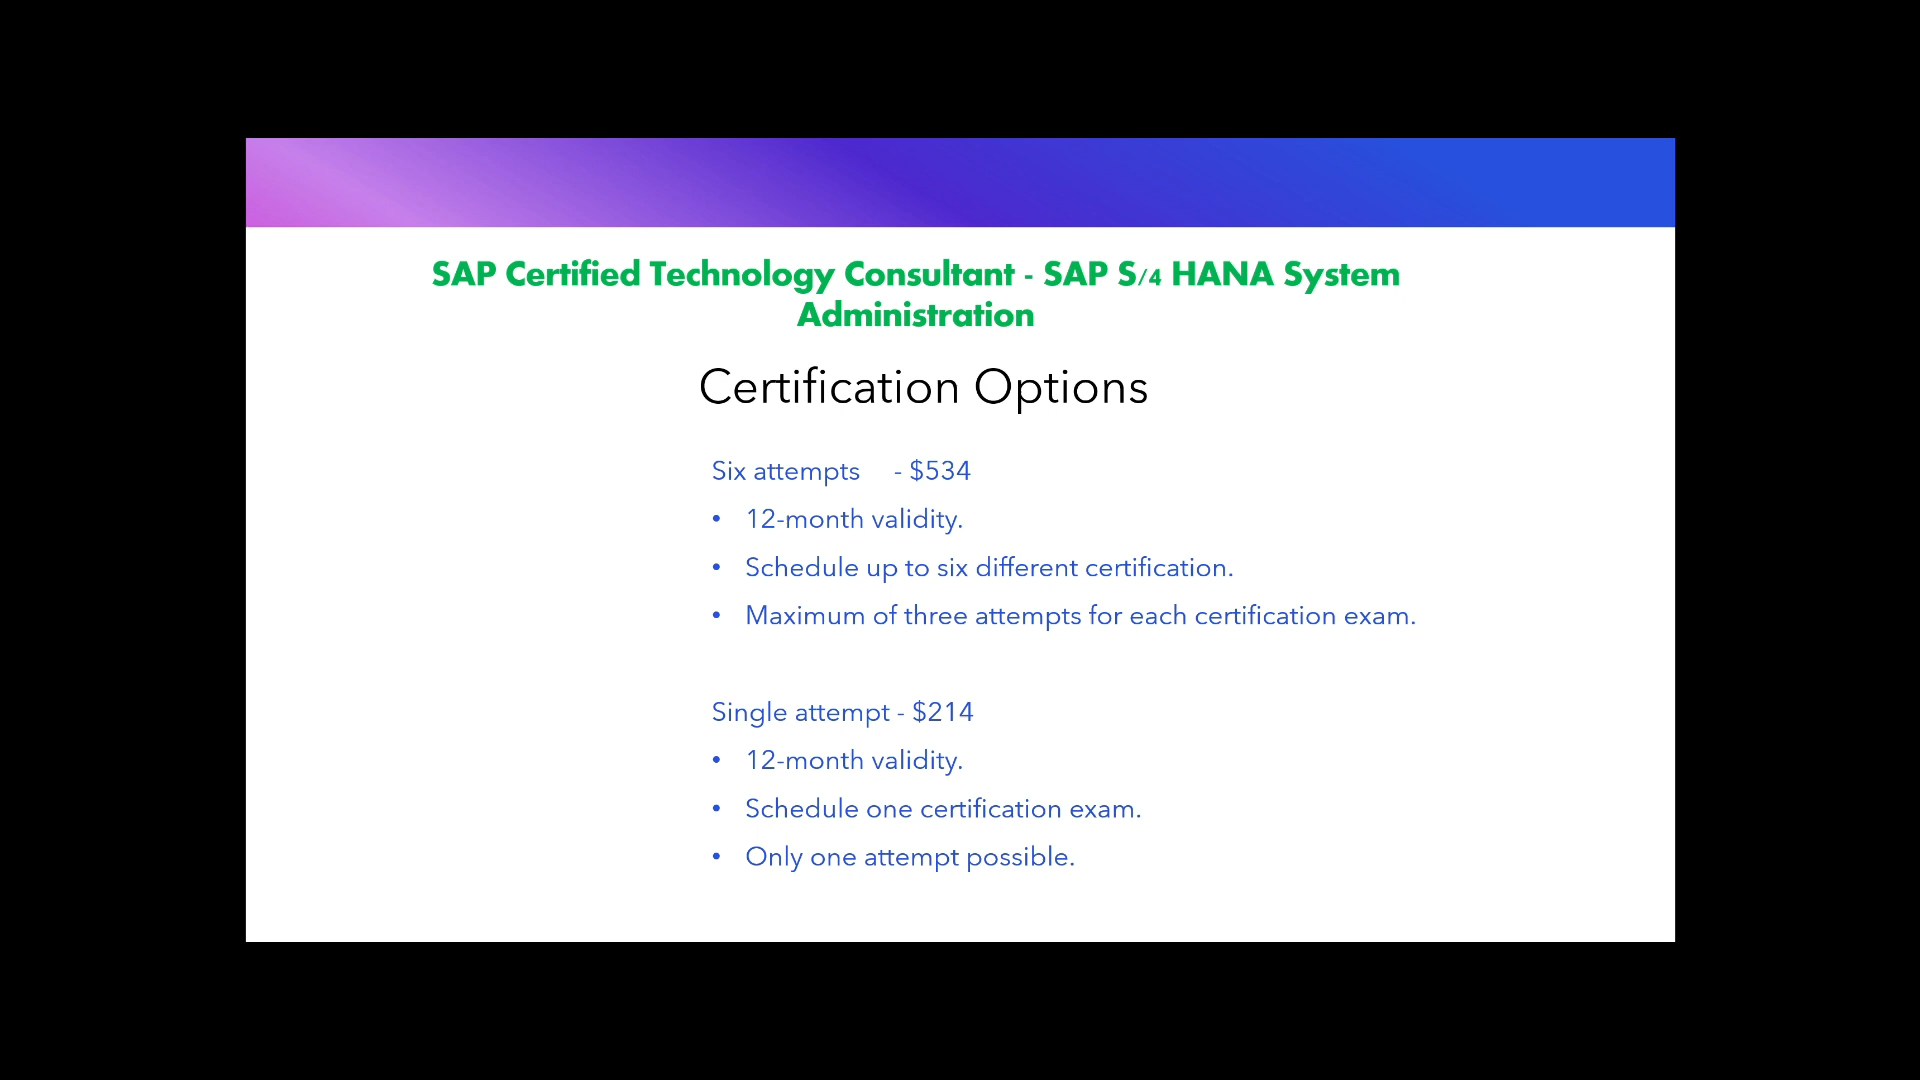 SAP Certified Technology Consultant - SAP S/4 HANA System
Administration
Certification Options
Six attempts - $534
• 12-month validity.
• Schedule up to six different certification.
• Maximum of three attempts for each certification exam.
Single attempt - $214
• 12-month validity.
• Schedule one certification exam.
• Only one attempt possible.